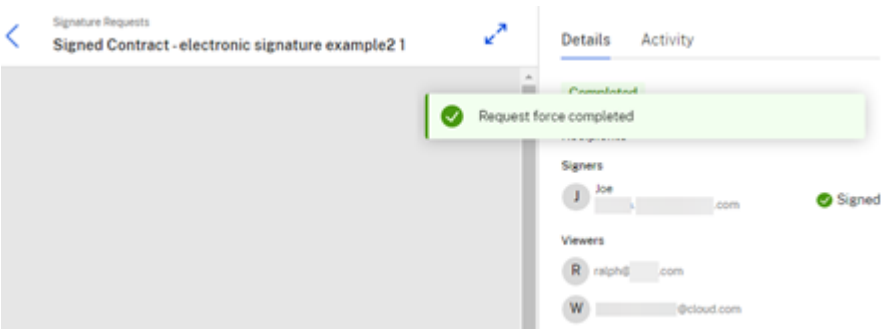 Signature Requests
Signed Contract - electronic signature example2 1
Details Activity
Completed
Request force completed
Recipients
Signers
J Joe
.com
Signed
Viewers
R ralph@ .com
W @cloud.com